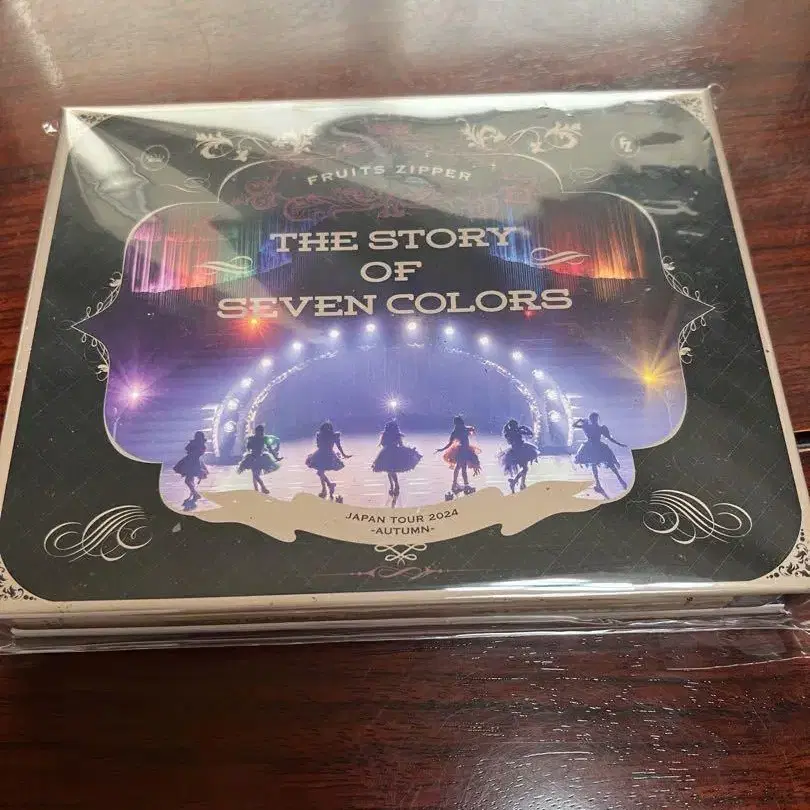 FRUITS ZIPPER
THE STORY
OF
SEVEN COLORS
JAPAN TOUR 2024
-AUTUMN-